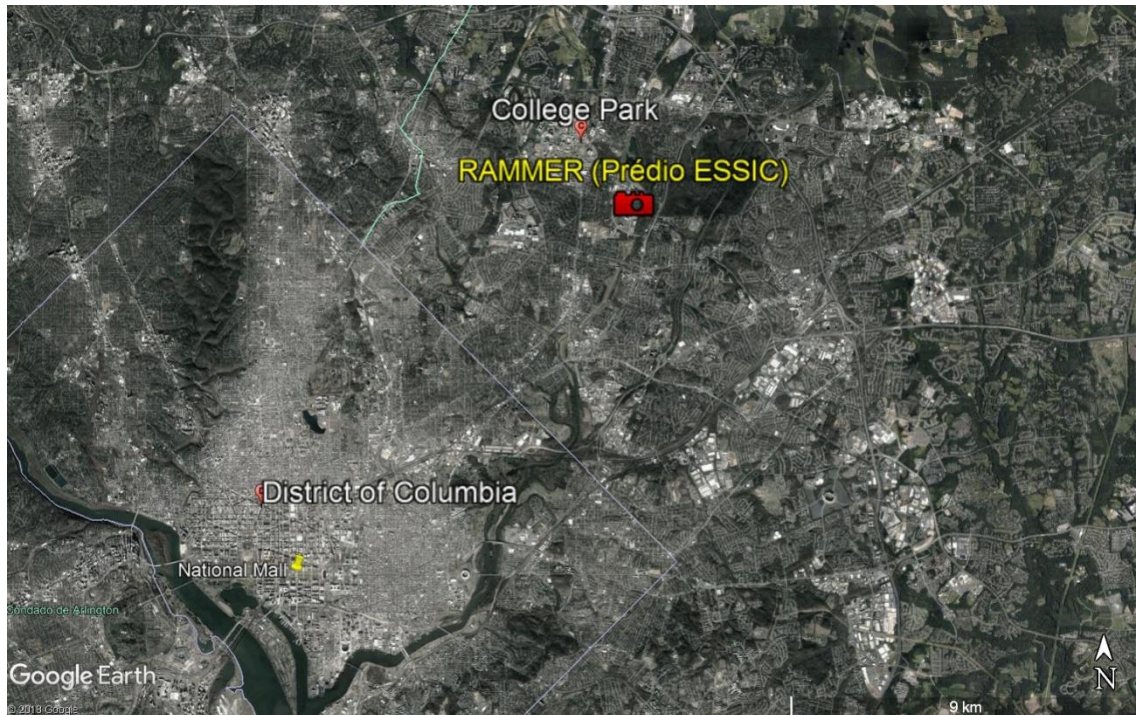 College Park
RAMMER (Prédio ESSIC)
District of Columbia
National Mall
Condado de Arlington
Google Earth
© 2018 Google
N
9 km